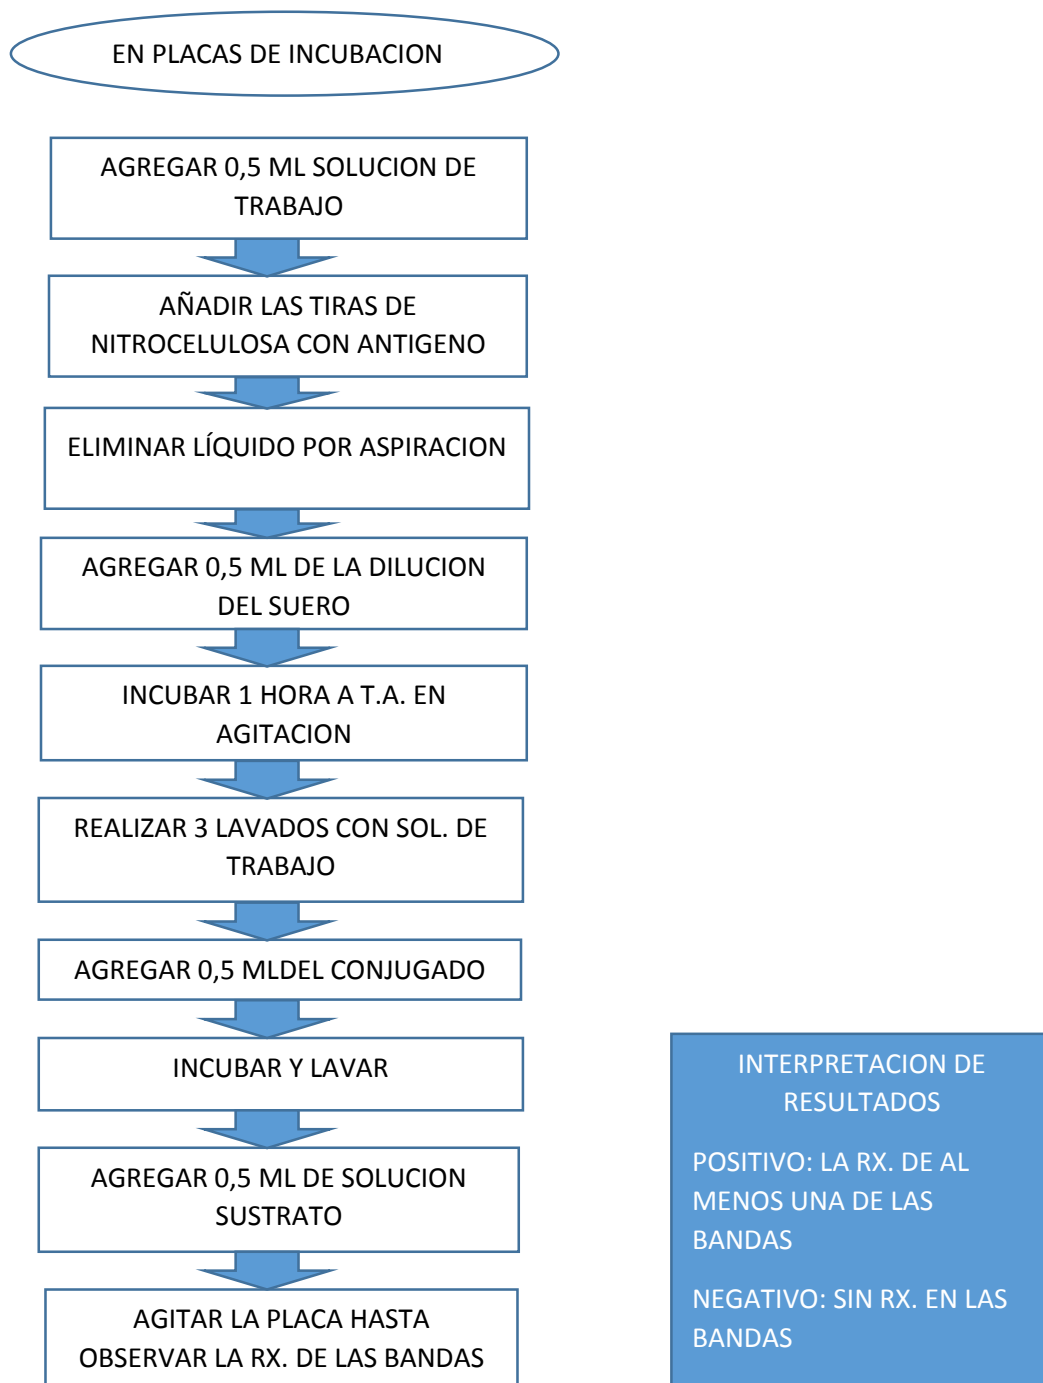 EN PLACAS DE INCUBACION
AGREGAR 0,5 ML SOLUCION DE
TRABAJO
AÑADIR LAS TIRAS DE
NITROCELULOSA CON ANTIGENO
ELIMINAR LÍQUIDO POR ASPIRACION
AGREGAR 0,5 ML DE LA DILUCION
DEL SUERO
INCUBAR 1 HORA A T.A. EN
AGITACION
REALIZAR 3 LAVADOS CON SOL. DE
TRABAJO
AGREGAR 0,5 MLDEL CONJUGADO
INCUBAR Y LAVAR
AGREGAR 0,5 ML DE SOLUCION
SUSTRATO
AGITAR LA PLACA HASTA
OBSERVAR LA RX. DE LAS BANDAS
INTERPRETACION DE
RESULTADOS
POSITIVO: LA RX. DE AL
MENOS UNA DE LAS
BANDAS
NEGATIVO: SIN RX. EN LAS
BANDAS